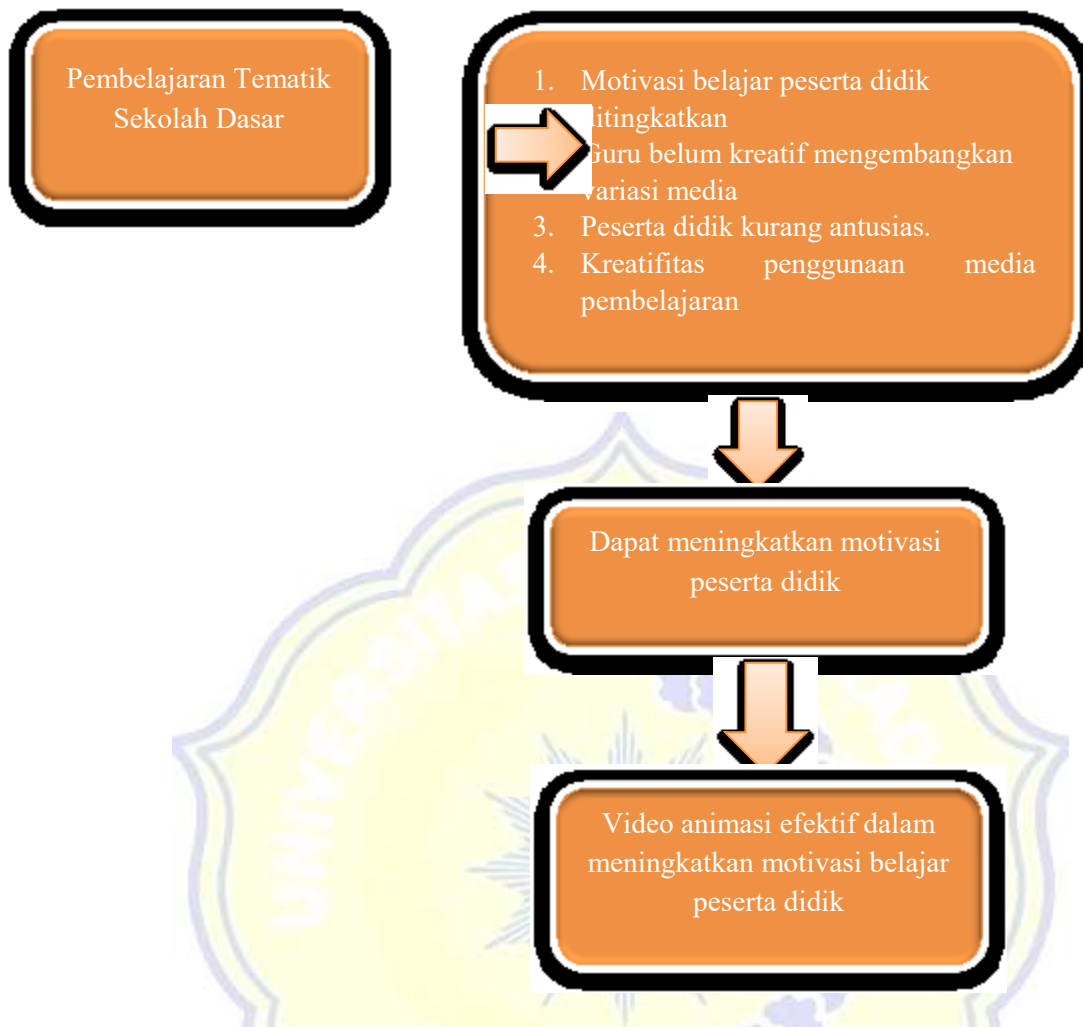 Pembelajaran Tematik
Sekolah Dasar
1. Motivasi belajar peserta didik
itingkatkan
Guru belum kreatif mengembangkan
variasi media
3. Peserta didik kurang antusias.
4. Kreatifitas penggunaan media
pembelajaran
Dapat meningkatkan motivasi
peserta didik
Video animasi efektif dalam
meningkatkan motivasi belajar
peserta didik
UNIVERSITAS